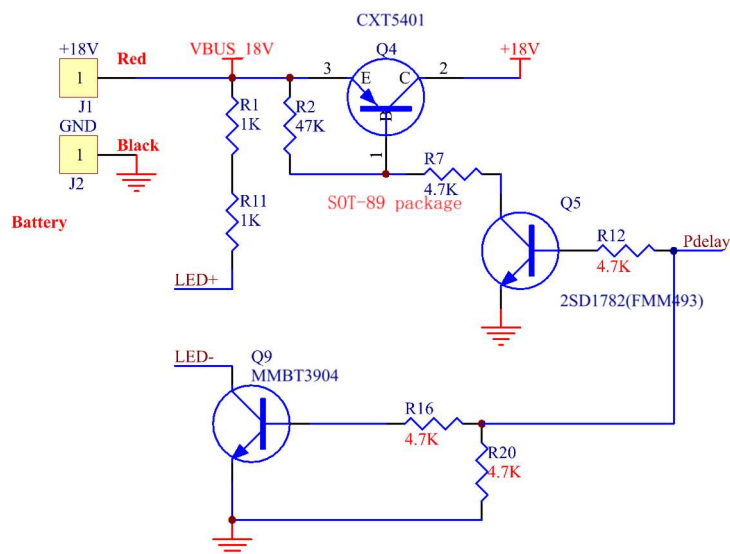 CXT5401
+18V
Red
VBUS_18V
Q4
+18V
3
E
C
2
1
J1
R1
1K
R2
47K
B
GND
Black
1
1
J2
R7
4.7K
SOT-89 package
R11
1K
Q5
Battery
R12
4.7K
Pdelay
LED+
2SD1782(FMM493)
LED-
Q9
MMBT3904
R16
4.7K
R20
4.7K